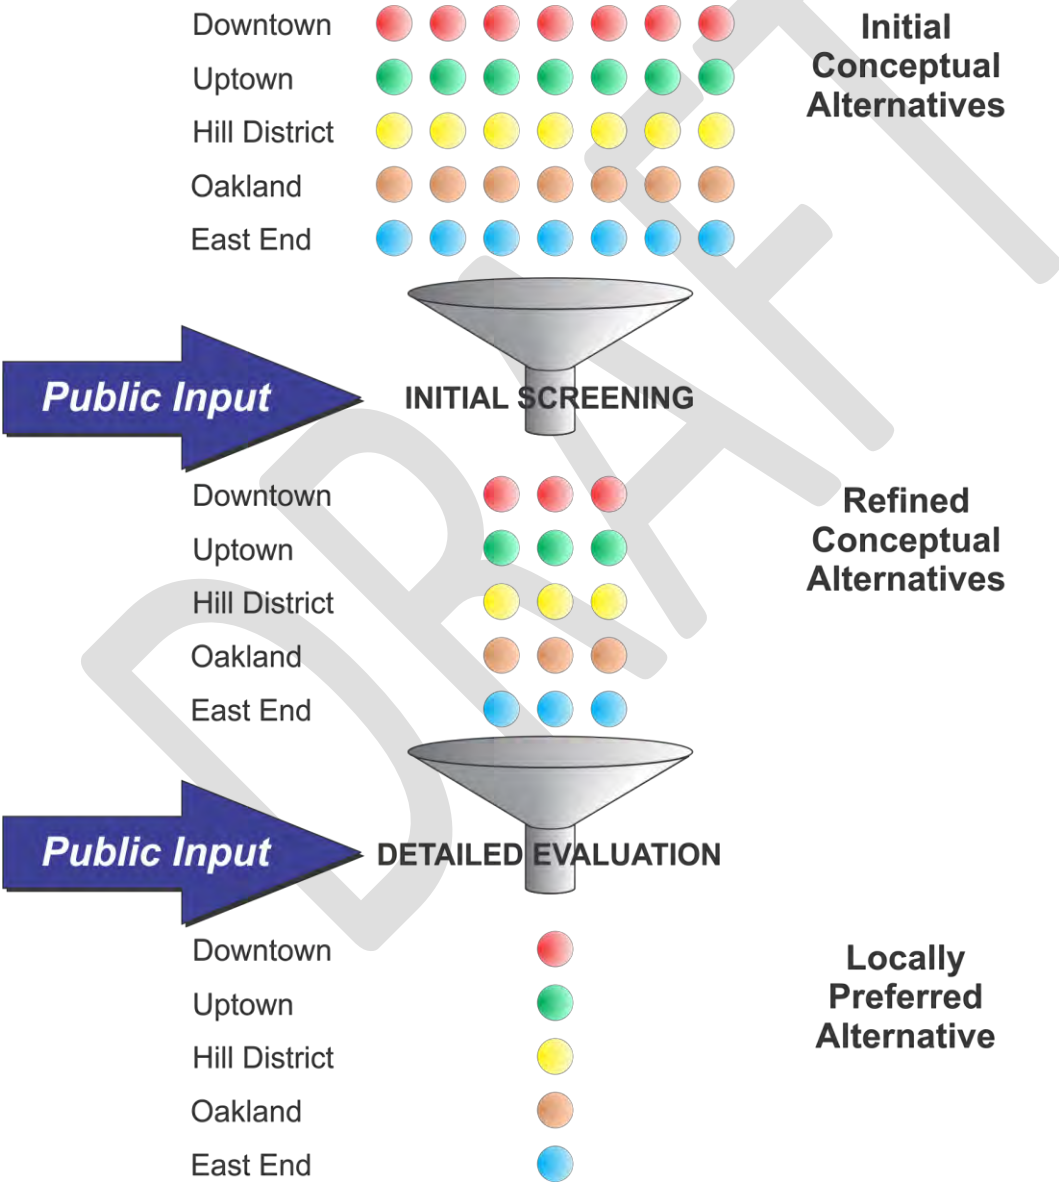 Downtown
Initial
Conceptual
Alternatives
Uptown
Hill District
Oakland
East End
Public Input
INITIAL SCREENING
Downtown
Refined
Conceptual
Alternatives
Uptown
Hill District
Oakland
East End
Public Input
DETAILED EVALUATION
Downtown
Locally
Preferred
Alternative
Uptown
Hill District
Oakland
East End
DRAFT